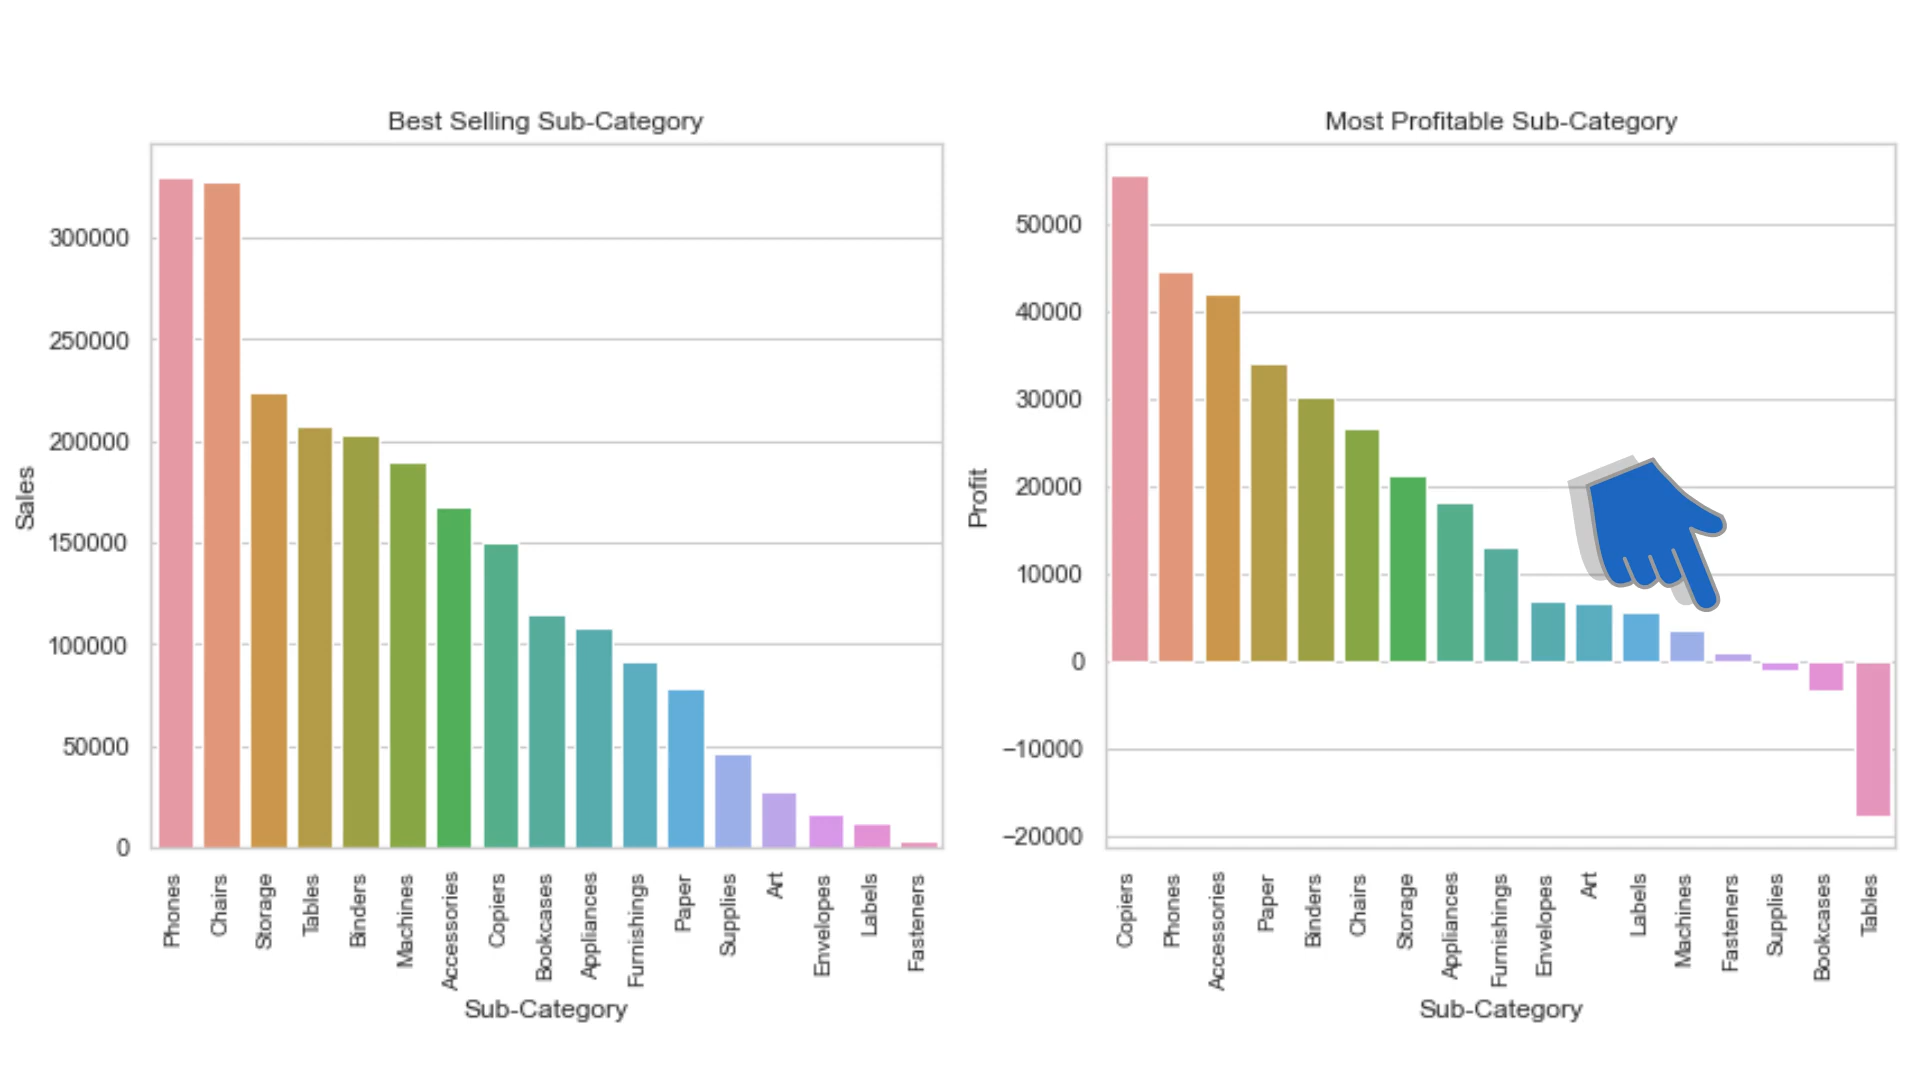 Best Selling Sub-Category
Sales
300000
250000
200000
150000
100000
50000
0
Phones
Chairs
Storage
Tables
Binders
Machines
Accessories
Copiers
Bookcases
Appliances
Furnishings
Paper
Supplies
Art
Envelopes
Labels
Fasteners
Sub-Category
Most Profitable Sub-Category
Profit
50000
40000
30000
20000
10000
0
−10000
−20000
Copiers
Phones
Accessories
Paper
Binders
Chairs
Storage
Appliances
Furnishings
Envelopes
Art
Labels
Machines
Fasteners
Supplies
Bookcases
Tables
Sub-Category